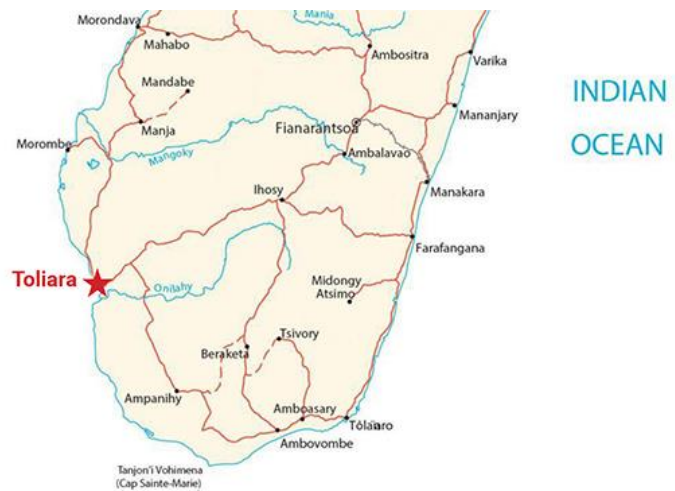 Morondava
Mania
Mahabo
Ambositra
Varika
Mandabe
INDIAN
OCEAN
Mananjary
Fianarantsoa
Manja
Morombe
Mangoky
Ambalavao
Manakara
Ihosy
Farafangana
Toliara
Onilahy
Midongy
Atsimo
Tsivory
Beraketa
Ampanihy
Amboasary
Tôlañaro
Ambovombe
Tanjon'i Vohimena
(Cap Sainte-Marie)